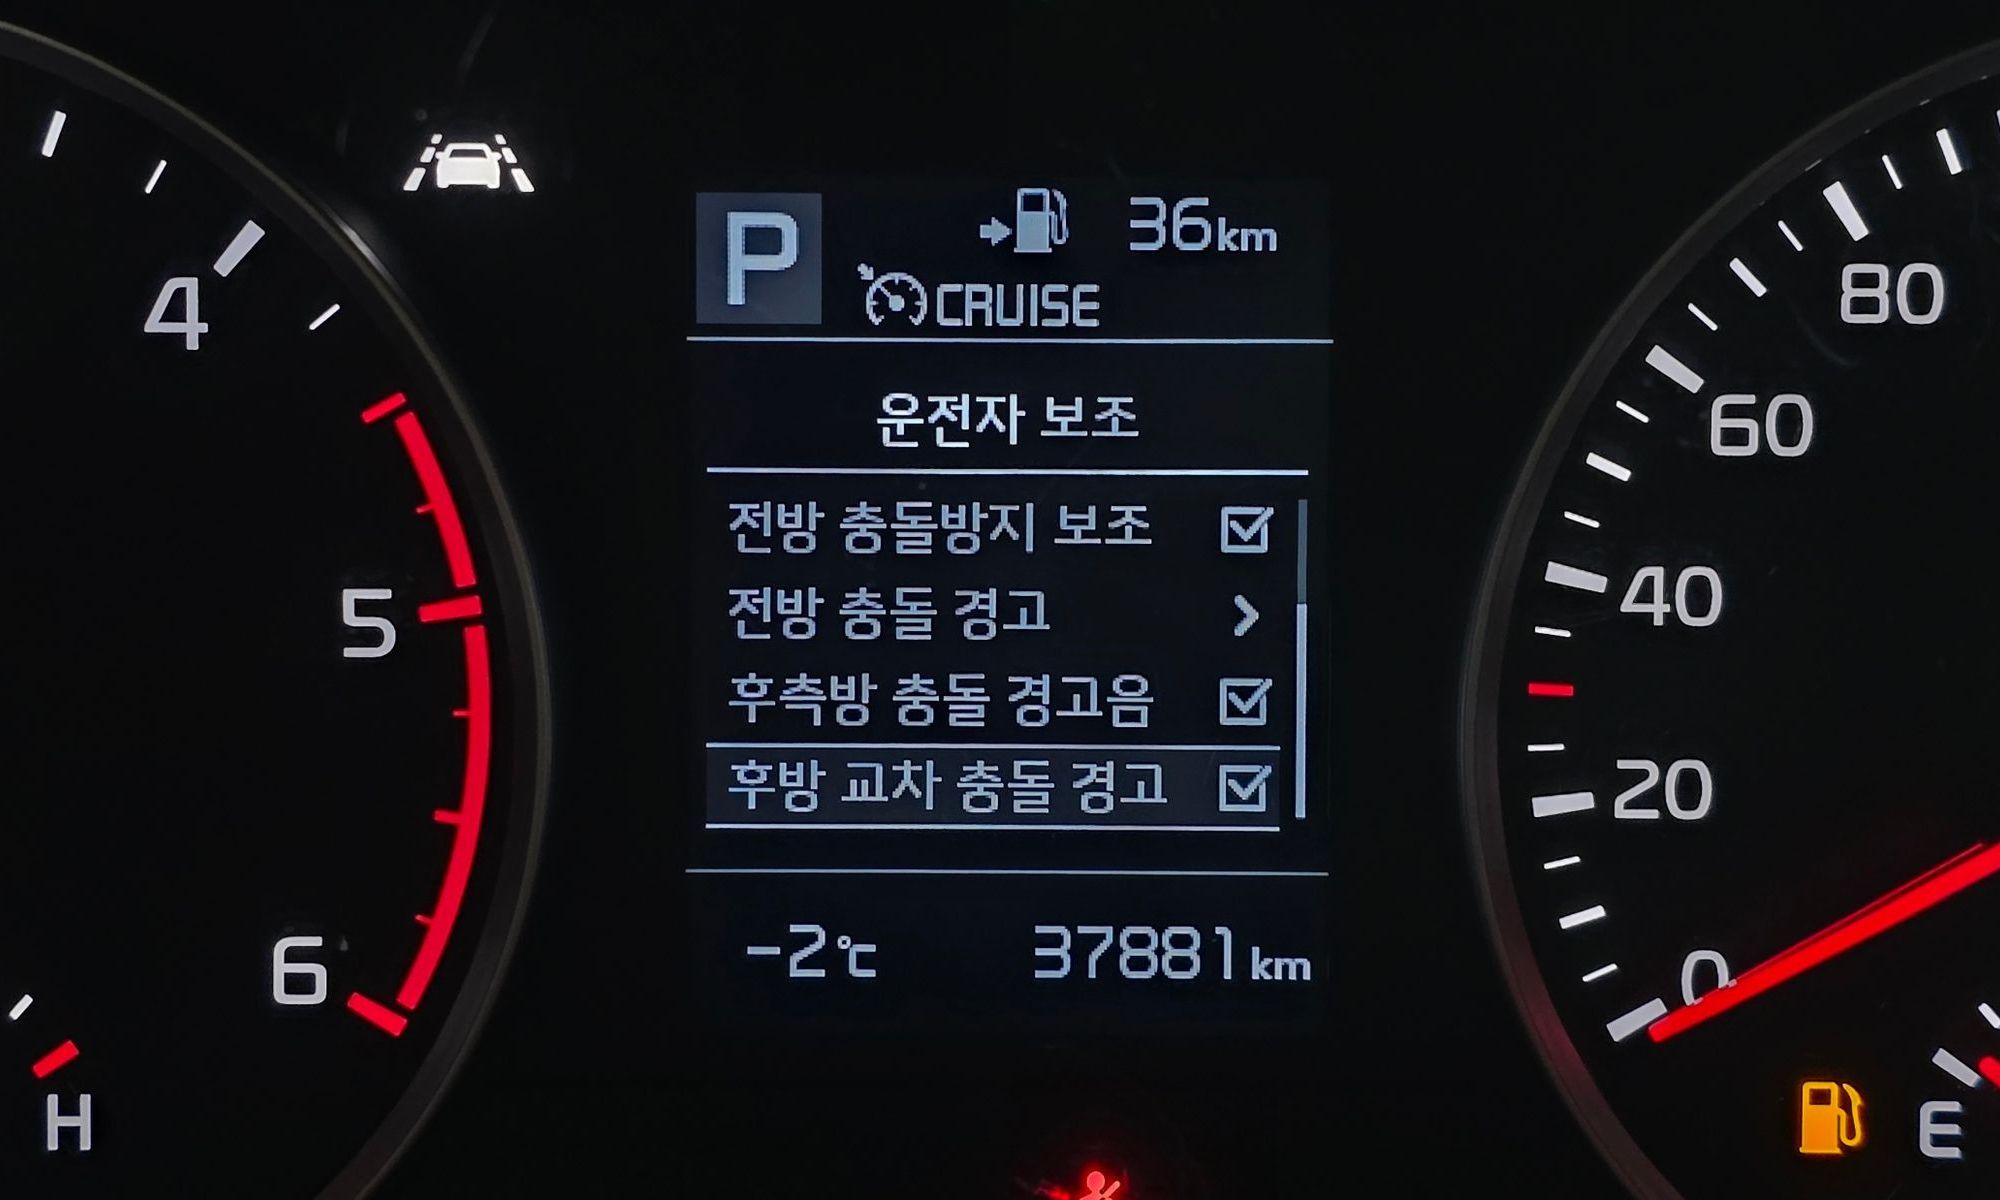 P
36km
CRUISE
운전자 보조
전방 충돌방지 보조
전방 충돌 경고
후측방 충돌 경고음
후방 교차 충돌 경고
-2℃
37881km
4
5
6
H
80
60
40
20
0
E